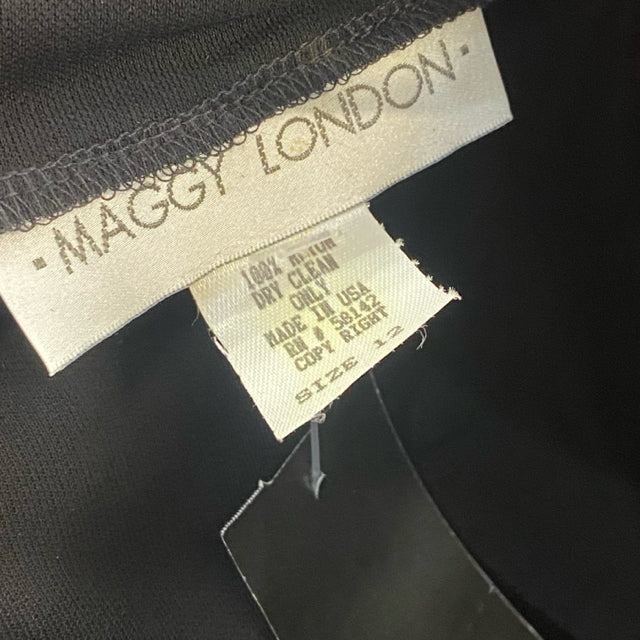 · MAGGY LONDON ·
100%
DRY CLEAN
ONLY
MADE IN USA
RN # 58142
COPY RIGHT
SIZE 12